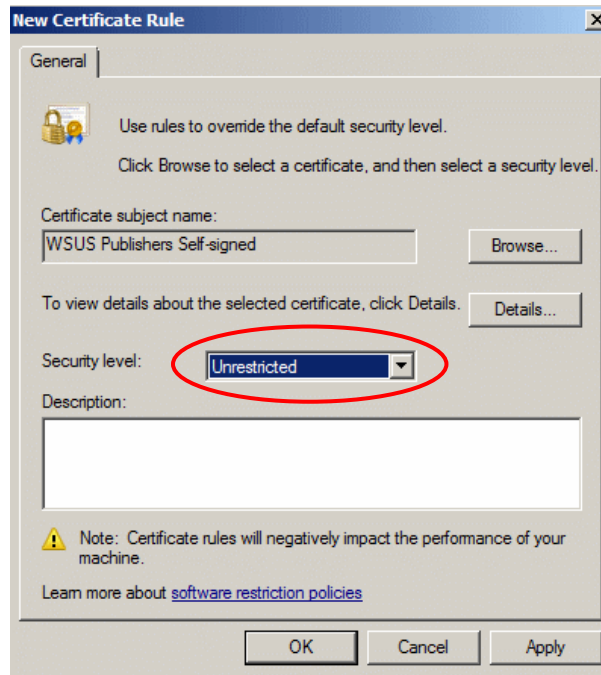 New Certificate Rule
General
Use rules to override the default security level.
Click Browse to select a certificate, and then select a security level.
Certificate subject name:
WSUS Publishers Self-signed
Browse...
To view details about the selected certificate, click Details.
Details...
Security level:
Unrestricted
Description:
Note: Certificate rules will negatively impact the performance of your
machine.
Learn more about software restriction policies
OK
Cancel
Apply